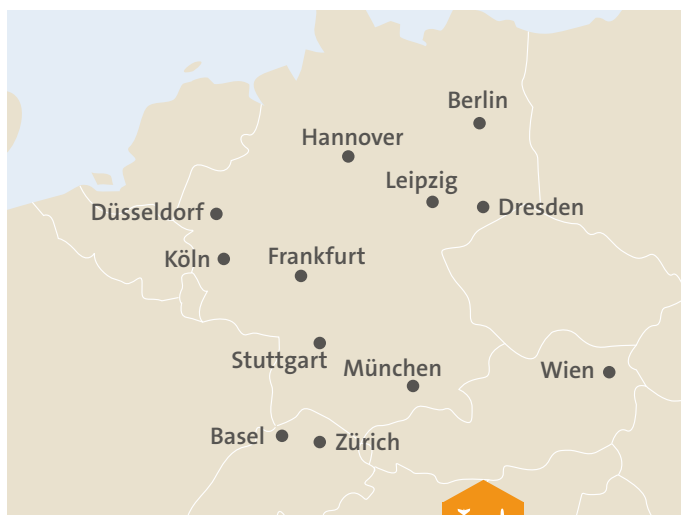 Berlin
Hannover
Leipzig
Dresden
Düsseldorf
Köln
Frankfurt
Stuttgart
München
Wien
Basel
Zürich